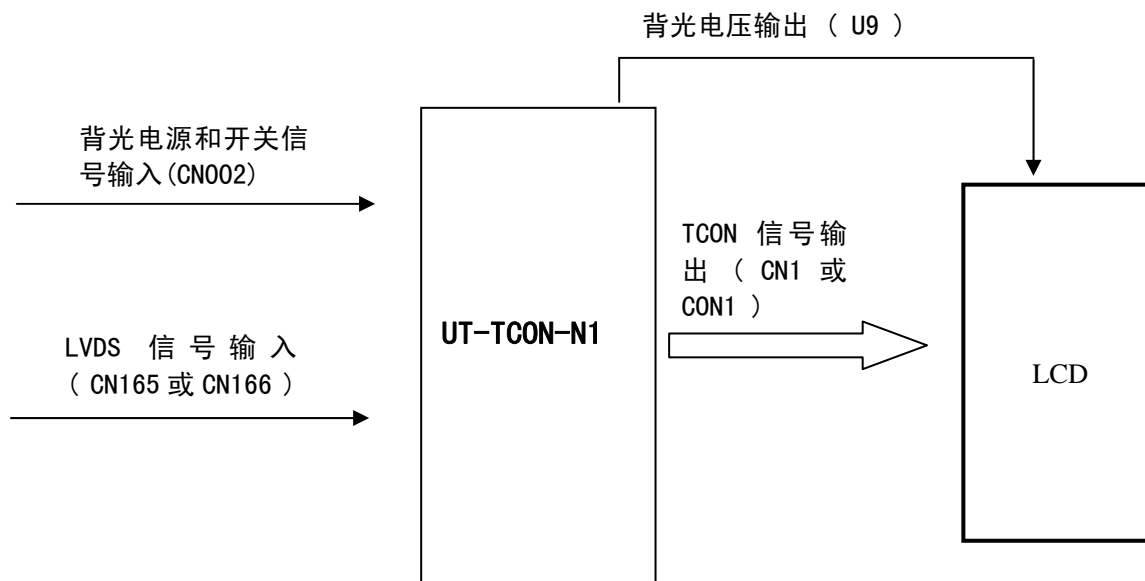 背光电压输出（ U9 ）
背光电源和开关信
号输入(CN002)
TCON 信号输
出（ CN1 或
CON1 ）
UT-TCON-N1
LVDS 信号输入
（ CN165 或 CN166 ）
LCD